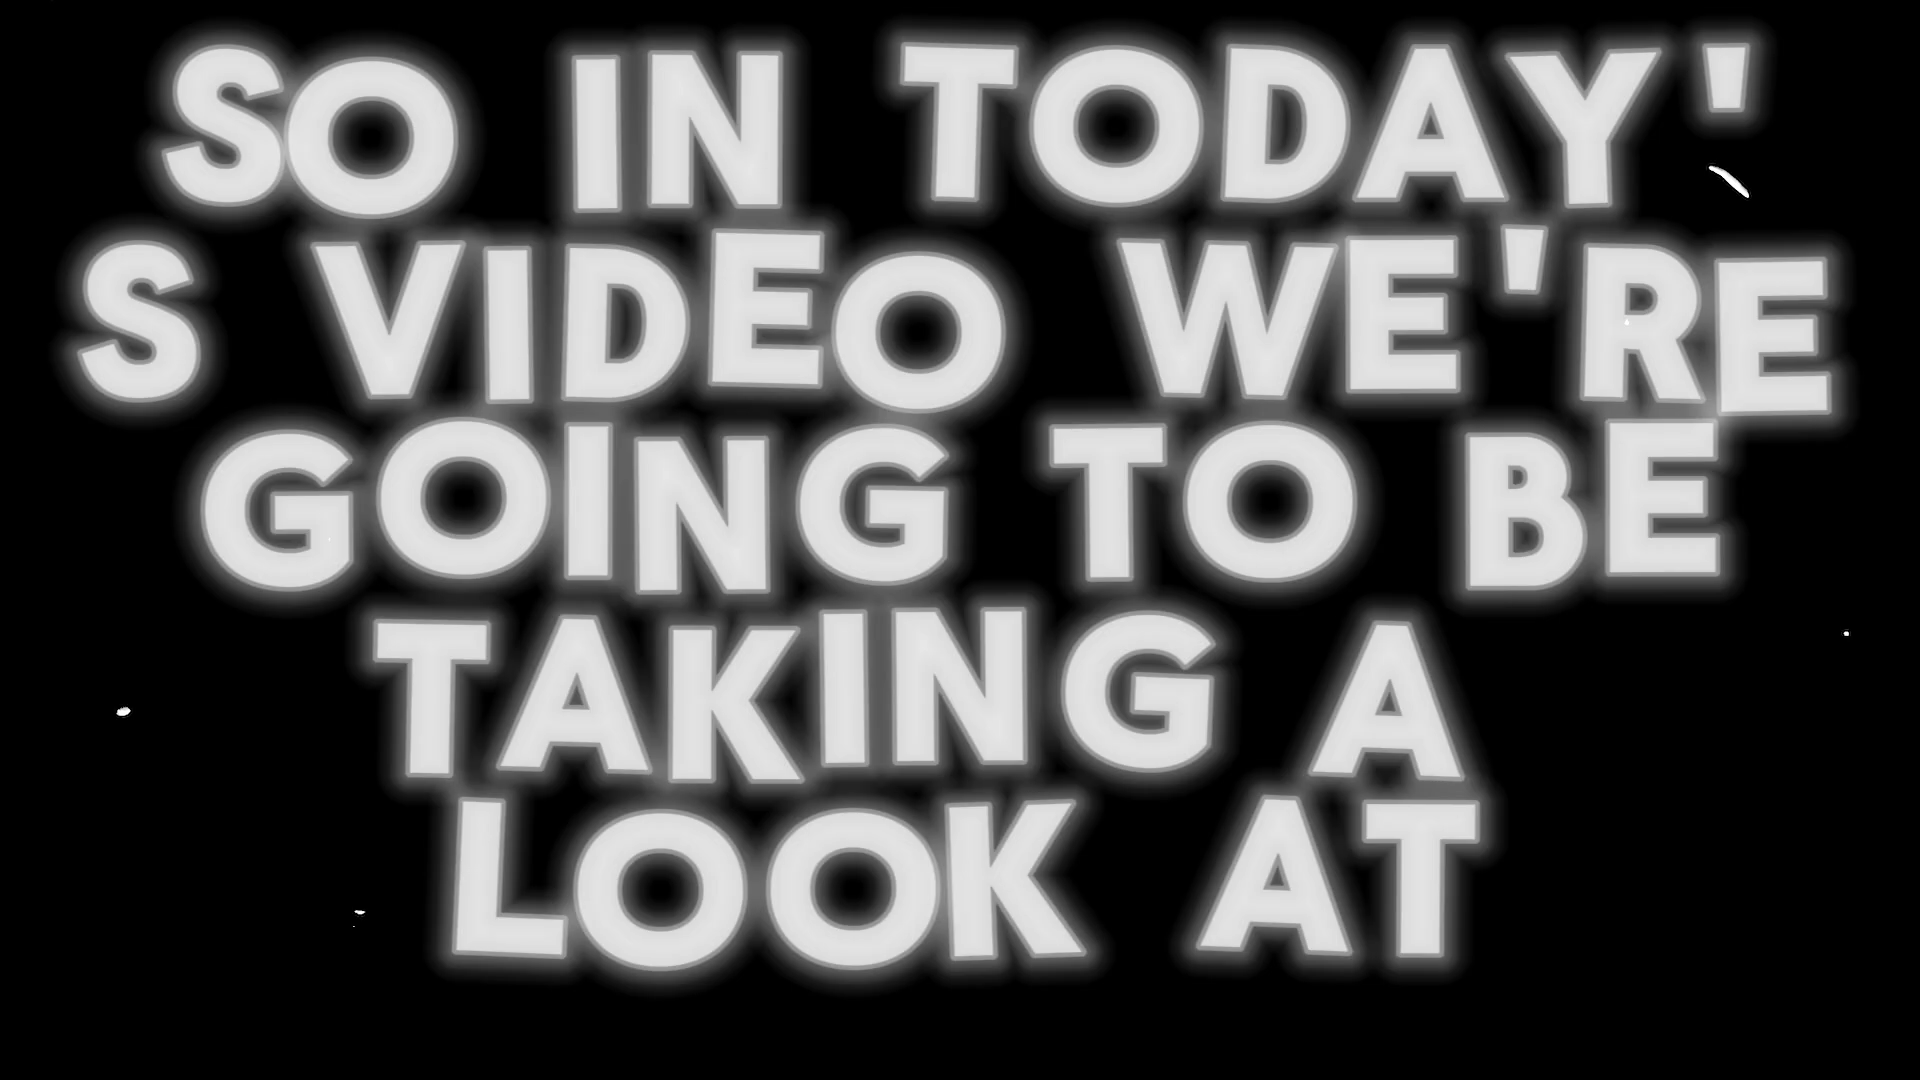 SO IN TODAY'
S VIDEO WE'RE
GOING TO BE
TAKING A
LOOK AT